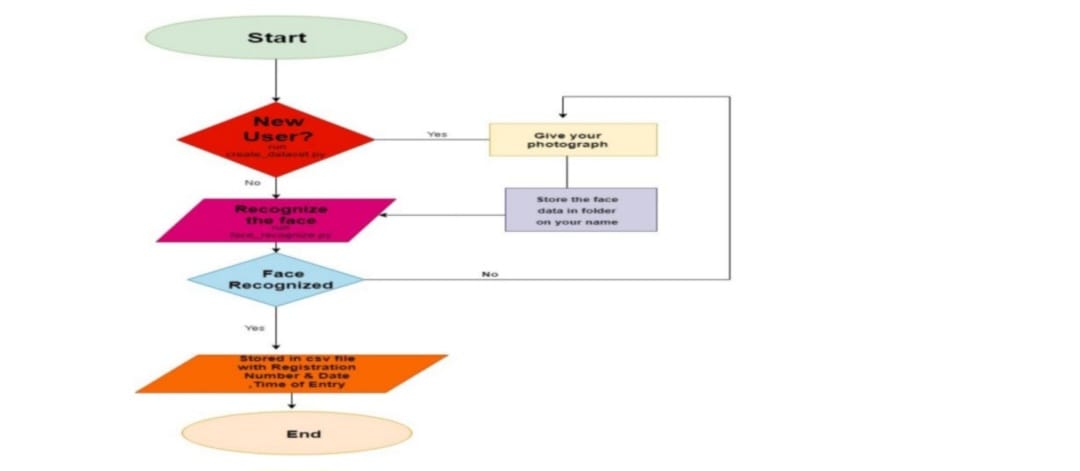 Start
New
User?
run
create_dataset.py
Yes
Give your
photograph
No
Store the face
data in folder
on your name
Recognize
the face
run
face_recognize.py
Face
Recognized
No
Yes
Stored in csv file
with Registration
Number & Date
,Time of Entry
End